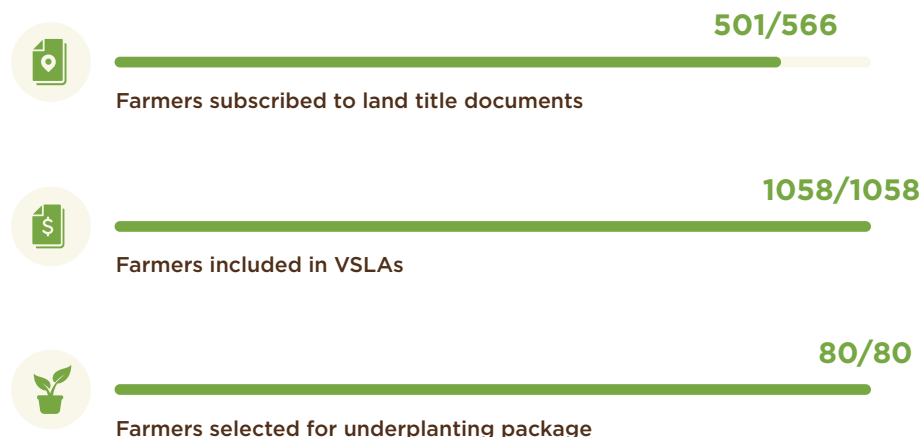 501/566
Farmers subscribed to land title documents
1058/1058
$
Farmers included in VSLAs
80/80
Farmers selected for underplanting package